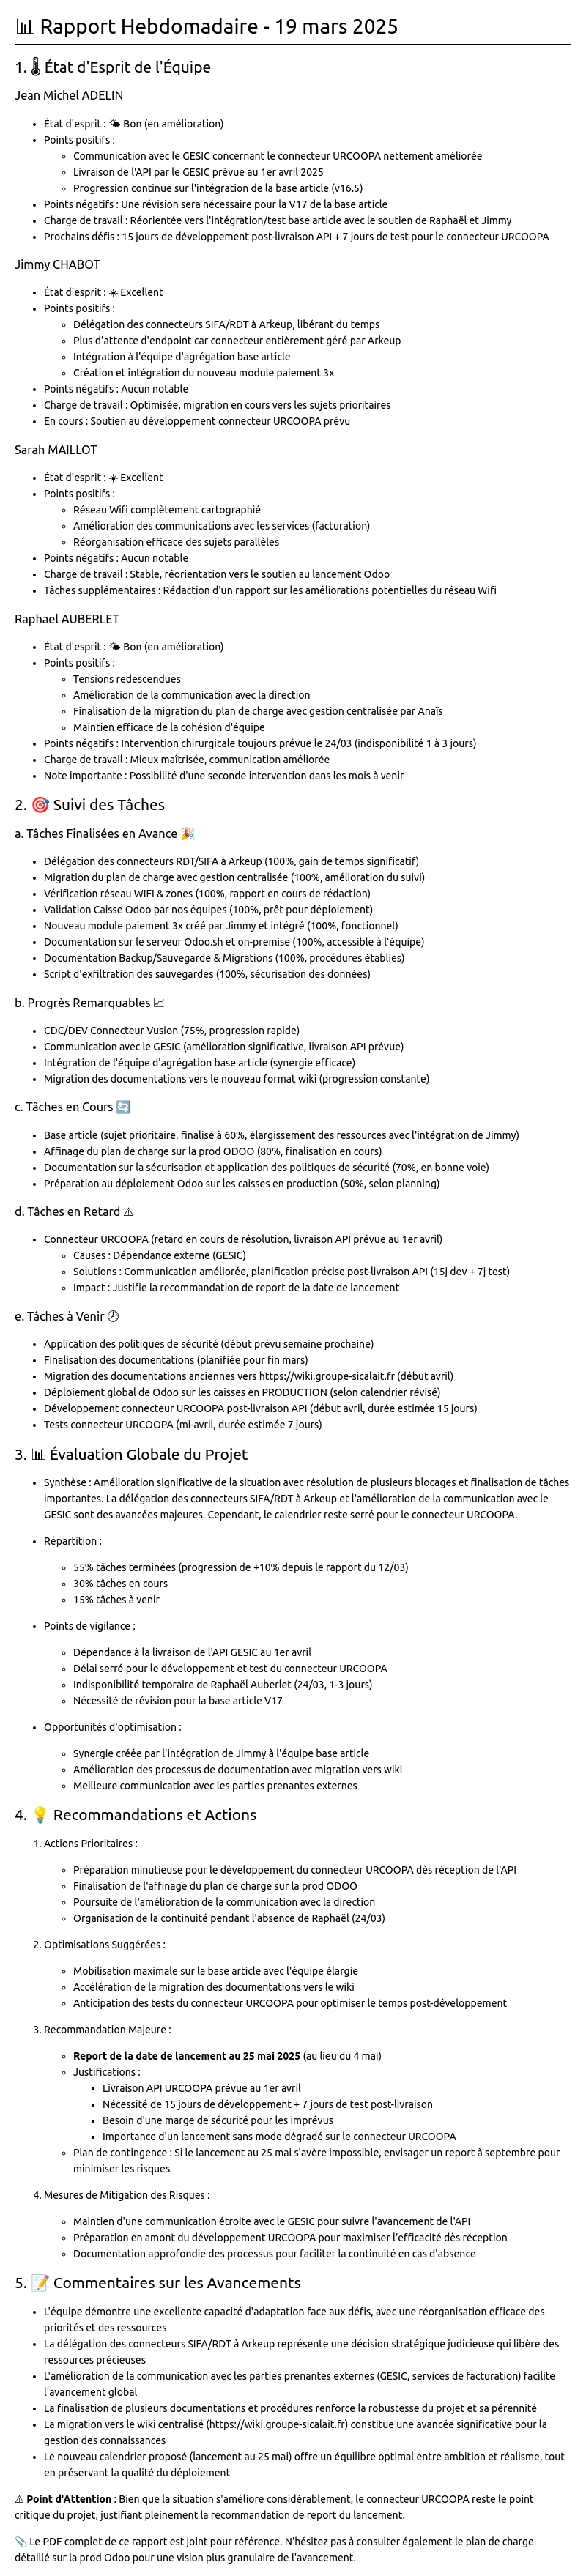 📊 Rapport Hebdomadaire - 19 mars 2025
1. 🌡️ État d'Esprit de l'Équipe
Jean Michel ADELIN
• État d'esprit : 🌤️ Bon (en amélioration)
• Points positifs :
◦ Communication avec le GESIC concernant le connecteur URCOOPA nettement améliorée
◦ Livraison de l'API par le GESIC prévue au 1er avril 2025
◦ Progression continue sur l'intégration de la base article (v16.5)
• Points négatifs : Une révision sera nécessaire pour la V17 de la base article
• Charge de travail : Réorientée vers l'intégration/test base article avec le soutien de Raphaël et Jimmy
• Prochains défis : 15 jours de développement post-livraison API + 7 jours de test pour le connecteur URCOOPA
Jimmy CHABOT
• État d'esprit : ☀️ Excellent
• Points positifs :
◦ Délégation des connecteurs SIFA/RDT à Arkeup, libérant du temps
◦ Plus d'attente d'endpoint car connecteur entièrement géré par Arkeup
◦ Intégration à l'équipe d'agrégation base article
◦ Création et intégration du nouveau module paiement 3x
• Points négatifs : Aucun notable
• Charge de travail : Optimisée, migration en cours vers les sujets prioritaires
• En cours : Soutien au développement connecteur URCOOPA prévu
Sarah MAILLOT
• État d'esprit : ☀️ Excellent
• Points positifs :
◦ Réseau Wifi complètement cartographié
◦ Amélioration des communications avec les services (facturation)
◦ Réorganisation efficace des sujets parallèles
• Points négatifs : Aucun notable
• Charge de travail : Stable, réorientation vers le soutien au lancement Odoo
• Tâches supplémentaires : Rédaction d'un rapport sur les améliorations potentielles du réseau Wifi
Raphael AUBERLET
• État d'esprit : 🌤️ Bon (en amélioration)
• Points positifs :
◦ Tensions redescendues
◦ Amélioration de la communication avec la direction
◦ Finalisation de la migration du plan de charge avec gestion centralisée par Anaïs
◦ Maintien efficace de la cohésion d'équipe
• Points négatifs : Intervention chirurgicale toujours prévue le 24/03 (indisponibilité 1 à 3 jours)
• Charge de travail : Mieux maîtrisée, communication améliorée
• Note importante : Possibilité d'une seconde intervention dans les mois à venir
2. 🎯 Suivi des Tâches
a. Tâches Finalisées en Avance 🎉
• Délégation des connecteurs RDT/SIFA à Arkeup (100%, gain de temps significatif)
• Migration du plan de charge avec gestion centralisée (100%, amélioration du suivi)
• Vérification réseau WIFI & zones (100%, rapport en cours de rédaction)
• Validation Caisse Odoo par nos équipes (100%, prêt pour déploiement)
• Nouveau module paiement 3x créé par Jimmy et intégré (100%, fonctionnel)
• Documentation sur le serveur Odoo.sh et on-premise (100%, accessible à l'équipe)
• Documentation Backup/Sauvegarde & Migrations (100%, procédures établies)
• Script d'exfiltration des sauvegardes (100%, sécurisation des données)
b. Progrès Remarquables 📈
• CDC/DEV Connecteur Vusion (75%, progression rapide)
• Communication avec le GESIC (amélioration significative, livraison API prévue)
• Intégration de l'équipe d'agrégation base article (synergie efficace)
• Migration des documentations vers le nouveau format wiki (progression constante)
c. Tâches en Cours 🔄
• Base article (sujet prioritaire, finalisé à 60%, élargissement des ressources avec l'intégration de Jimmy)
• Affinage du plan de charge sur la prod ODOO (80%, finalisation en cours)
• Documentation sur la sécurisation et application des politiques de sécurité (70%, en bonne voie)
• Préparation au déploiement Odoo sur les caisses en production (50%, selon planning)
d. Tâches en Retard ⚠️
• Connecteur URCOOPA (retard en cours de résolution, livraison API prévue au 1er avril)
◦ Causes : Dépendance externe (GESIC)
◦ Solutions : Communication améliorée, planification précise post-livraison API (15j dev + 7j test)
◦ Impact : Justifie la recommandation de report de la date de lancement
e. Tâches à Venir 🕗
• Application des politiques de sécurité (début prévu semaine prochaine)
• Finalisation des documentations (planifiée pour fin mars)
• Migration des documentations anciennes vers https://wiki.groupe-sicalait.fr (début avril)
• Déploiement global de Odoo sur les caisses en PRODUCTION (selon calendrier révisé)
• Développement connecteur URCOOPA post-livraison API (début avril, durée estimée 15 jours)
• Tests connecteur URCOOPA (mi-avril, durée estimée 7 jours)
3. 📊 Évaluation Globale du Projet
• Synthèse : Amélioration significative de la situation avec résolution de plusieurs blocages et finalisation de tâches
importantes. La délégation des connecteurs SIFA/RDT à Arkeup et l'amélioration de la communication avec le
GESIC sont des avancées majeures. Cependant, le calendrier reste serré pour le connecteur URCOOPA.
• Répartition :
◦ 55% tâches terminées (progression de +10% depuis le rapport du 12/03)
◦ 30% tâches en cours
◦ 15% tâches à venir
• Points de vigilance :
◦ Dépendance à la livraison de l'API GESIC au 1er avril
◦ Délai serré pour le développement et test du connecteur URCOOPA
◦ Indisponibilité temporaire de Raphaël Auberlet (24/03, 1-3 jours)
◦ Nécessité de révision pour la base article V17
• Opportunités d'optimisation :
◦ Synergie créée par l'intégration de Jimmy à l'équipe base article
◦ Amélioration des processus de documentation avec migration vers wiki
◦ Meilleure communication avec les parties prenantes externes
4. 💡 Recommandations et Actions
1. Actions Prioritaires :
◦ Préparation minutieuse pour le développement du connecteur URCOOPA dès réception de l'API
◦ Finalisation de l'affinage du plan de charge sur la prod ODOO
◦ Poursuite de l'amélioration de la communication avec la direction
◦ Organisation de la continuité pendant l'absence de Raphaël (24/03)
2. Optimisations Suggérées :
◦ Mobilisation maximale sur la base article avec l'équipe élargie
◦ Accélération de la migration des documentations vers le wiki
◦ Anticipation des tests du connecteur URCOOPA pour optimiser le temps post-développement
3. Recommandation Majeure :
◦ Report de la date de lancement au 25 mai 2025 (au lieu du 4 mai)
◦ Justifications :
▪ Livraison API URCOOPA prévue au 1er avril
▪ Nécessité de 15 jours de développement + 7 jours de test post-livraison
▪ Besoin d'une marge de sécurité pour les imprévus
▪ Importance d'un lancement sans mode dégradé sur le connecteur URCOOPA
◦ Plan de contingence : Si le lancement au 25 mai s'avère impossible, envisager un report à septembre pour
minimiser les risques
4. Mesures de Mitigation des Risques :
◦ Maintien d'une communication étroite avec le GESIC pour suivre l'avancement de l'API
◦ Préparation en amont du développement URCOOPA pour maximiser l'efficacité dès réception
◦ Documentation approfondie des processus pour faciliter la continuité en cas d'absence
5. 📝 Commentaires sur les Avancements
• L'équipe démontre une excellente capacité d'adaptation face aux défis, avec une réorganisation efficace des
priorités et des ressources
• La délégation des connecteurs SIFA/RDT à Arkeup représente une décision stratégique judicieuse qui libère des
ressources précieuses
• L'amélioration de la communication avec les parties prenantes externes (GESIC, services de facturation) facilite
l'avancement global
• La finalisation de plusieurs documentations et procédures renforce la robustesse du projet et sa pérennité
• La migration vers le wiki centralisé (https://wiki.groupe-sicalait.fr) constitue une avancée significative pour la
gestion des connaissances
• Le nouveau calendrier proposé (lancement au 25 mai) offre un équilibre optimal entre ambition et réalisme, tout
en préservant la qualité du déploiement
⚠️ Point d'Attention : Bien que la situation s'améliore considérablement, le connecteur URCOOPA reste le point
critique du projet, justifiant pleinement la recommandation de report du lancement.
📎 Le PDF complet de ce rapport est joint pour référence. N'hésitez pas à consulter également le plan de charge
détaillé sur la prod Odoo pour une vision plus granulaire de l'avancement.